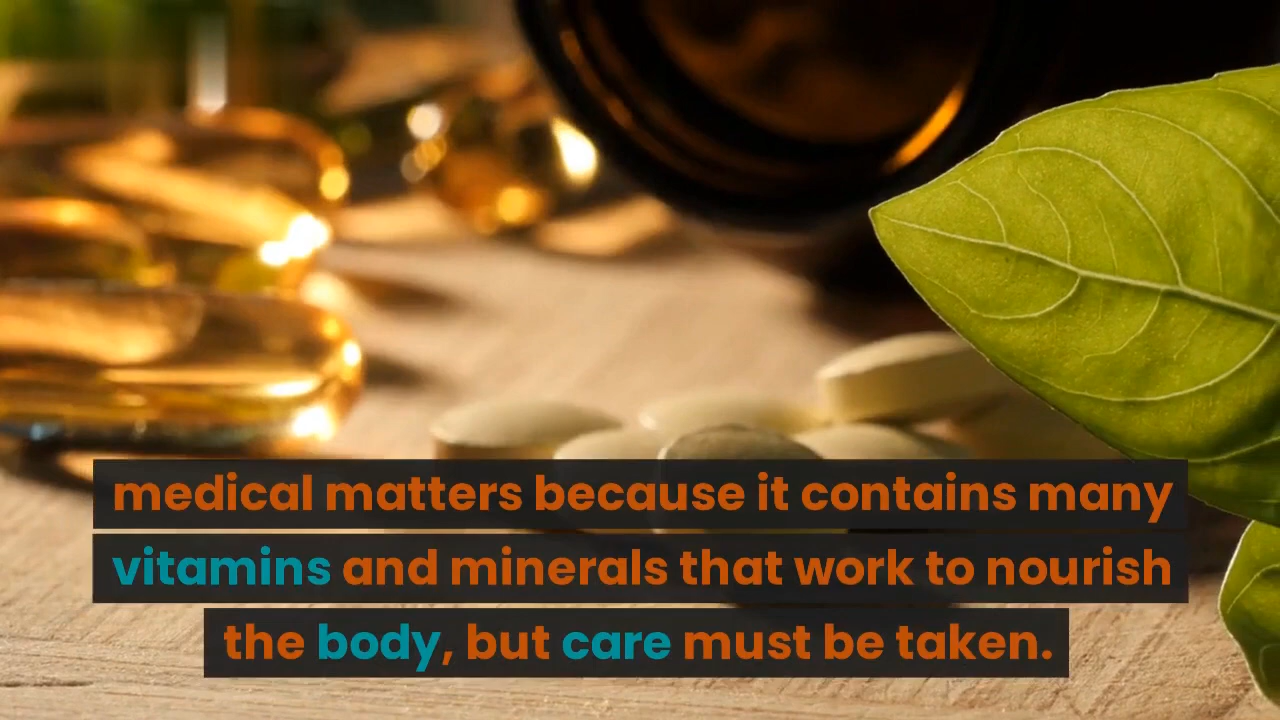 medical matters because it contains many
vitamins and minerals that work to nourish
the body, but care must be taken.